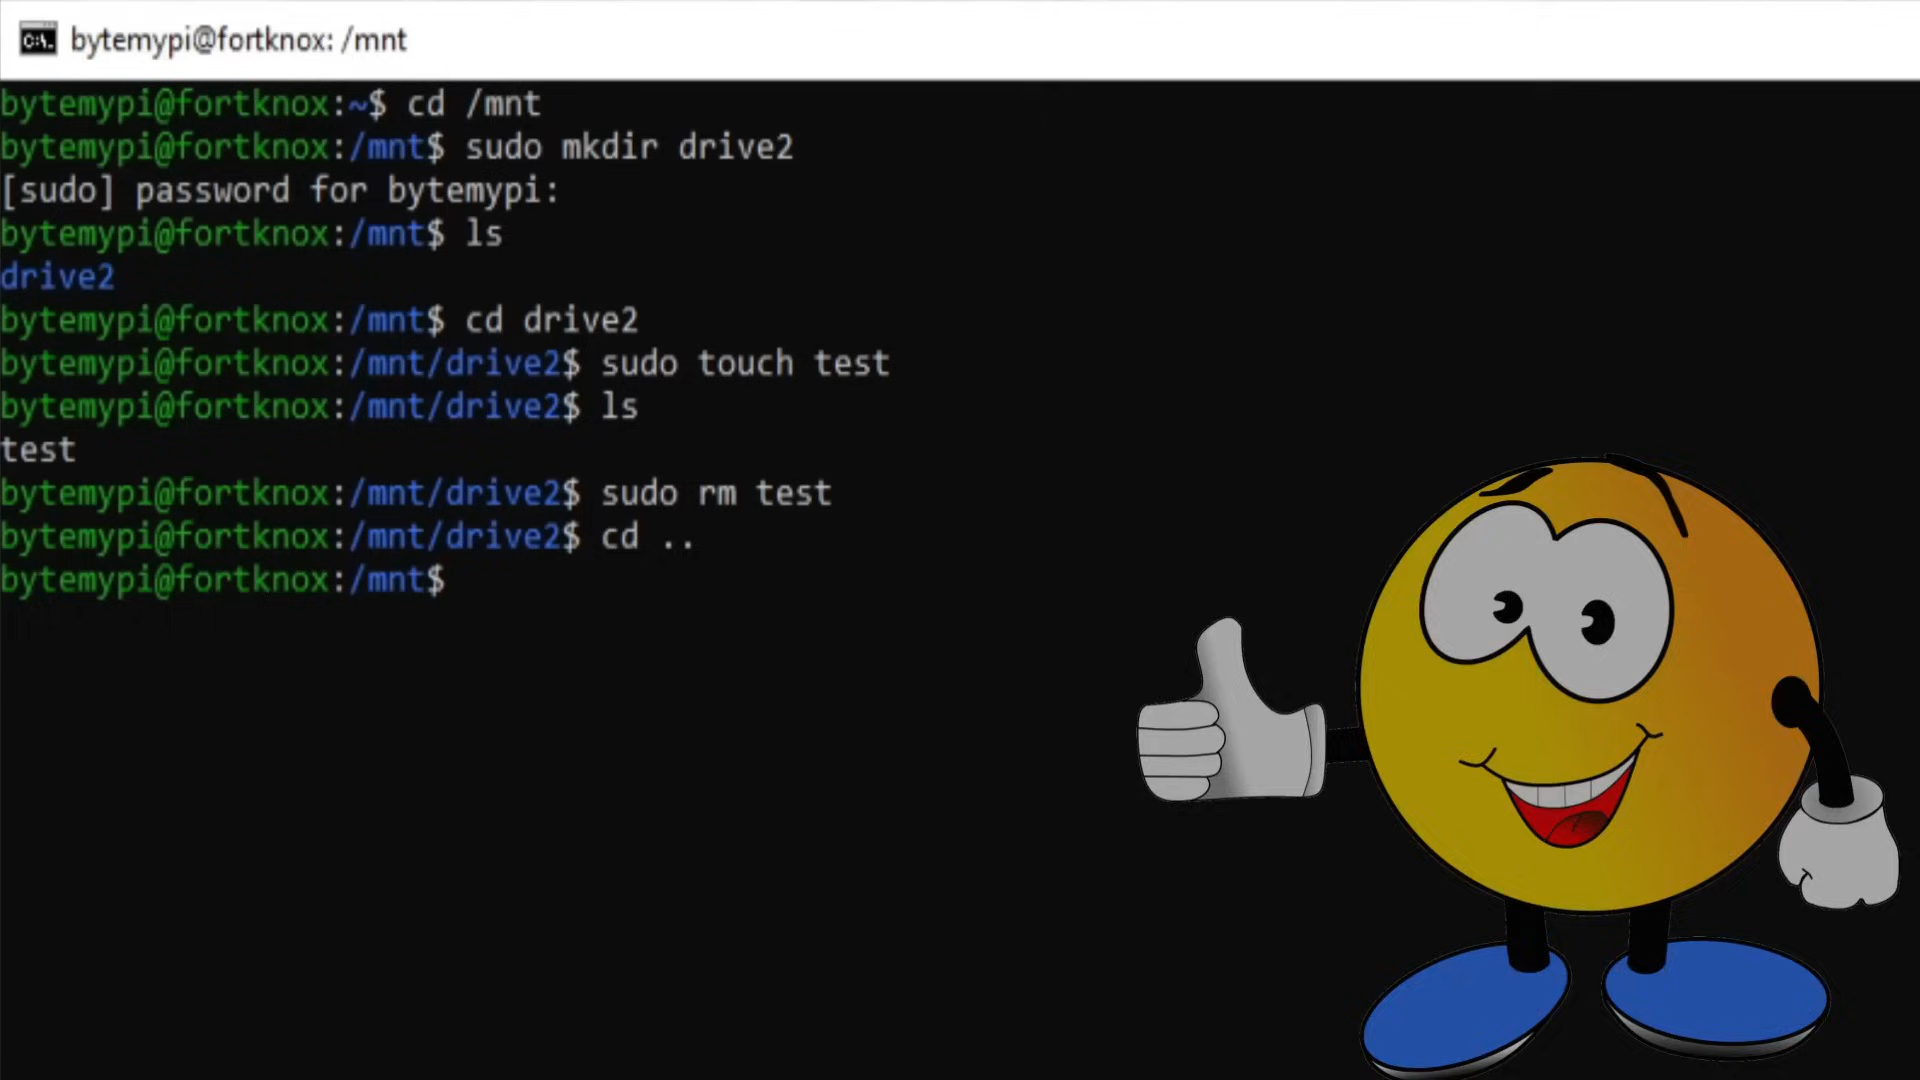 C:\.
bytemypi@fortknox: /mnt
bytemypi@fortknox:~$ cd /mnt
bytemypi@fortknox:/mnt$ sudo mkdir drive2
[sudo] password for bytemypi:
bytemypi@fortknox:/mnt$ ls
drive2
bytemypi@fortknox:/mnt$ cd drive2
bytemypi@fortknox:/mnt/drive2$ sudo touch test
bytemypi@fortknox:/mnt/drive2$ ls
test
bytemypi@fortknox:/mnt/drive2$ sudo rm test
bytemypi@fortknox:/mnt/drive2$ cd ..
bytemypi@fortknox:/mnt$